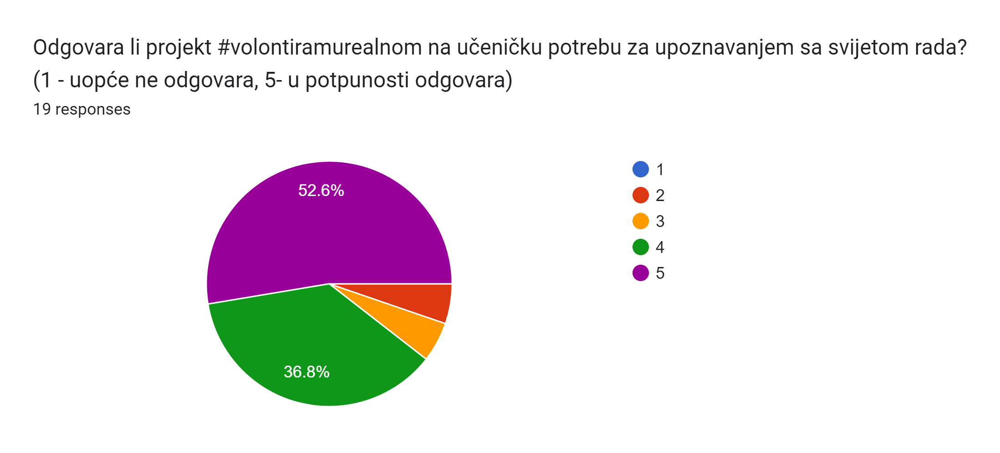 Odgovara li projekt #volontiramurealnom na učeničku potrebu za upoznavanjem sa svijetom rada?
(1 - uopće ne odgovara, 5- u potpunosti odgovara)
19 responses
52.6%
36.8%
1
2
3
4
5